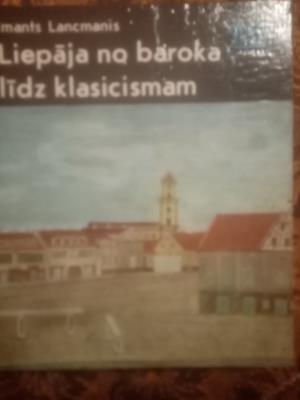 mants Lancmanis
Liepāja no baroka
līdz klasicismam